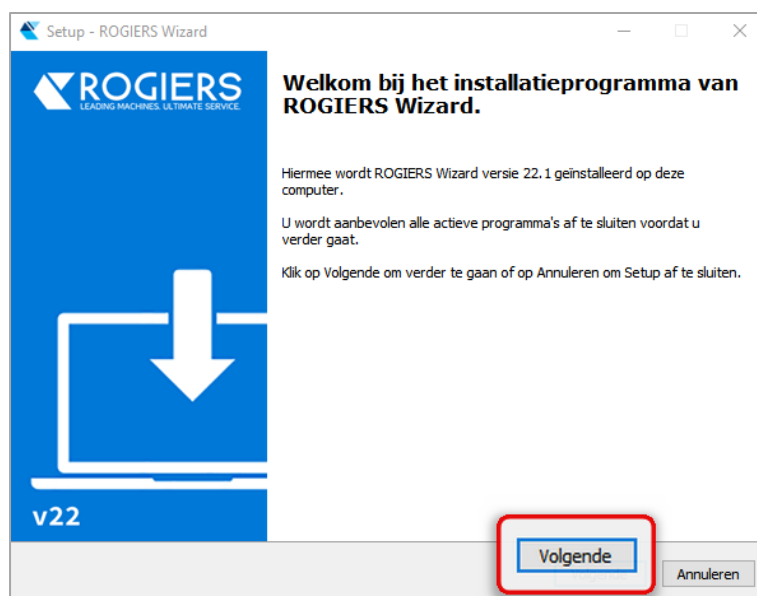 Setup - ROGIERS Wizard
ROGIERS
LEADING MACHINES. ULTIMATE SERVICE.
Welkom bij het installatieprogramma van
ROGIERS Wizard.
Hiermee wordt ROGIERS Wizard versie 22.1 geïnstalleerd op deze
computer.
U wordt aanbevolen alle actieve programma's af te sluiten voordat u
verder gaat.
Klik op Volgende om verder te gaan of op Annuleren om Setup af te sluiten.
v22
Volgende
Annuleren